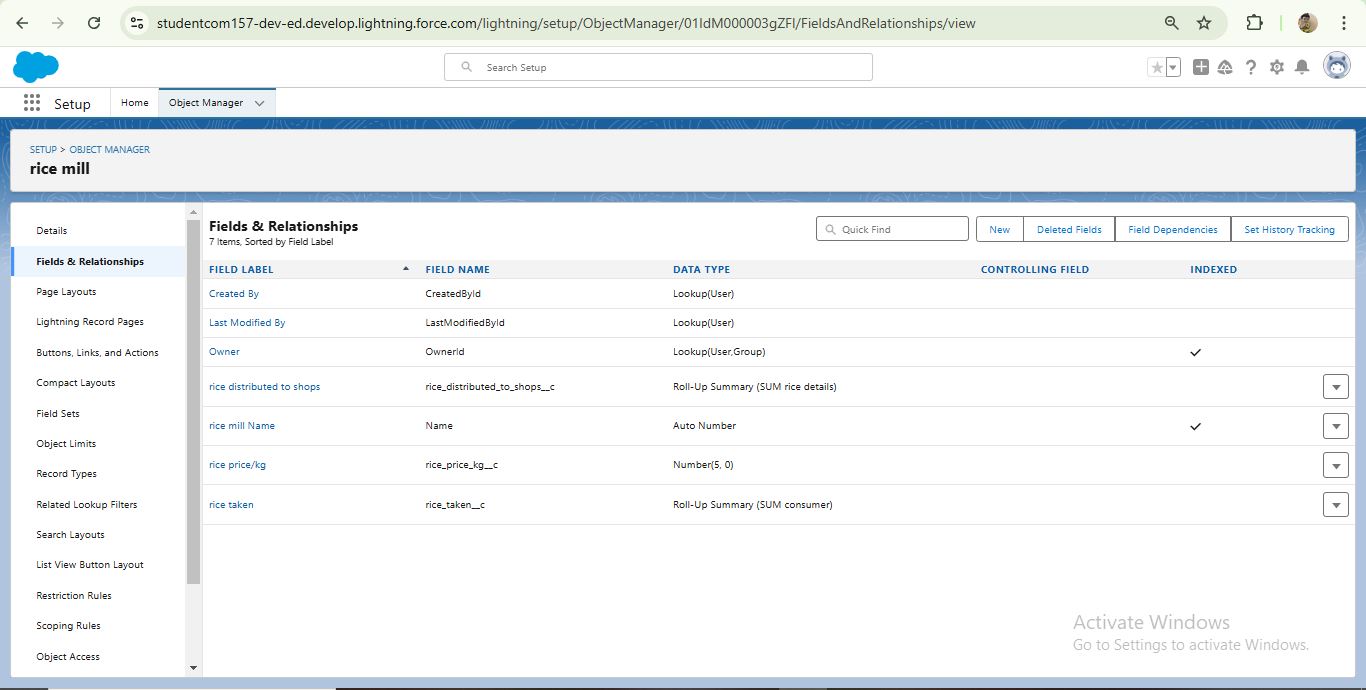 studentcom157-dev-ed.develop.lightning.force.com/lightning/setup/ObjectManager/01IdM000003gZFI/FieldsAndRelationships/view
Search Setup
Setup
Home
Object Manager
SETUP > OBJECT MANAGER
rice mill
Details
Fields & Relationships
Page Layouts
Lightning Record Pages
Buttons, Links, and Actions
Compact Layouts
Field Sets
Object Limits
Record Types
Related Lookup Filters
Search Layouts
List View Button Layout
Restriction Rules
Scoping Rules
Object Access
Fields & Relationships
7 Items, Sorted by Field Label
Quick Find
New
Deleted Fields
Field Dependencies
Set History Tracking
FIELD LABEL FIELD NAME DATA TYPE CONTROLLING FIELD INDEXED
Created By CreatedById Lookup(User)
Last Modified By LastModifiedById Lookup(User)
Owner OwnerId Lookup(User,Group)
rice distributed to shops rice_distributed_to_shops__c Roll-Up Summary (SUM rice details)
rice mill Name Name Auto Number
rice price/kg rice_price_kg__c Number(5, 0)
rice taken rice_taken__c Roll-Up Summary (SUM consumer)
Activate Windows
Go to Settings to activate Windows.